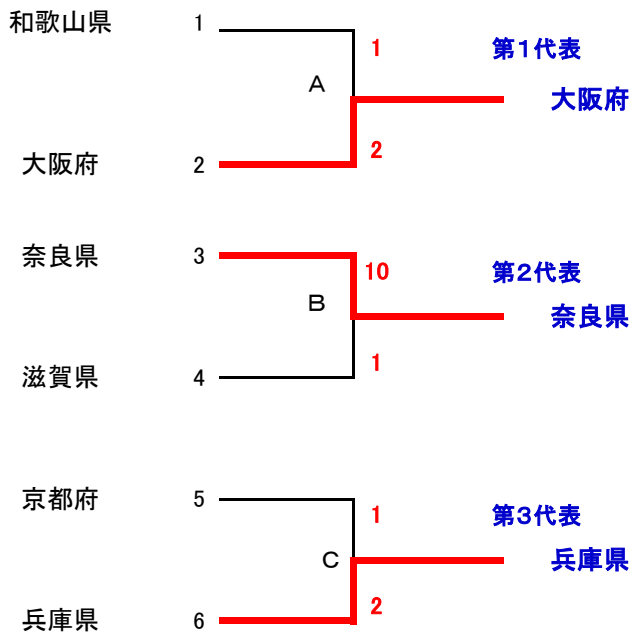 和歌山県 1 1 第1代表
A 大阪府
大阪府 2 2
奈良県 3 10 第2代表
B 奈良県
滋賀県 4 1
京都府 5 1 第3代表
C 兵庫県
兵庫県 6 2